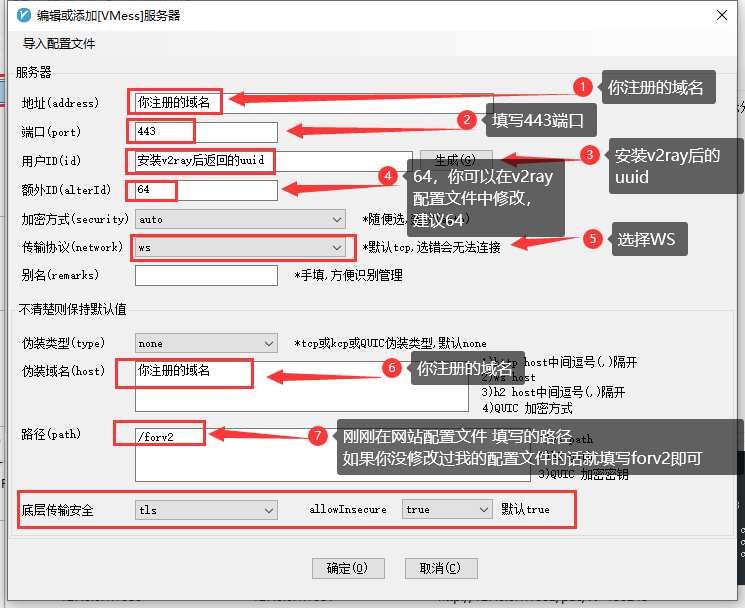 编辑或添加[VMess]服务器
导入配置文件
服务器
地址(address) 你注册的域名 1 你注册的域名
端口(port) 443 2 填写443端口
用户ID(id) 安装v2ray后返回的uuid 生成(G) 3 安装v2ray后的
uuid
额外ID(alterId) 64 4 64，你可以在v2ray
配置文件中修改，
建议64
加密方式(security) auto *随便选,
传输协议(network) ws *默认tcp,选错会无法连接 5 选择WS
别名(remarks) *手填,方便识别管理
不清楚则保持默认值
伪装类型(type) none *tcp或kcp或QUIC伪装类型,默认none
伪装域名(host) 你注册的域名 6 你注册的域名
host中间逗号(,)隔开
2)ws host
3)h2 host中间逗号(,)隔开
4)QUIC 加密方式
路径(path) /forv2 7 刚刚在网站配置文件 填写的路径
path
如果你没修改过我的配置文件的话就填写forv2即可
3)QUIC 加密密钥
底层传输安全 tls allowInsecure true 默认true
确定(O) 取消(C)